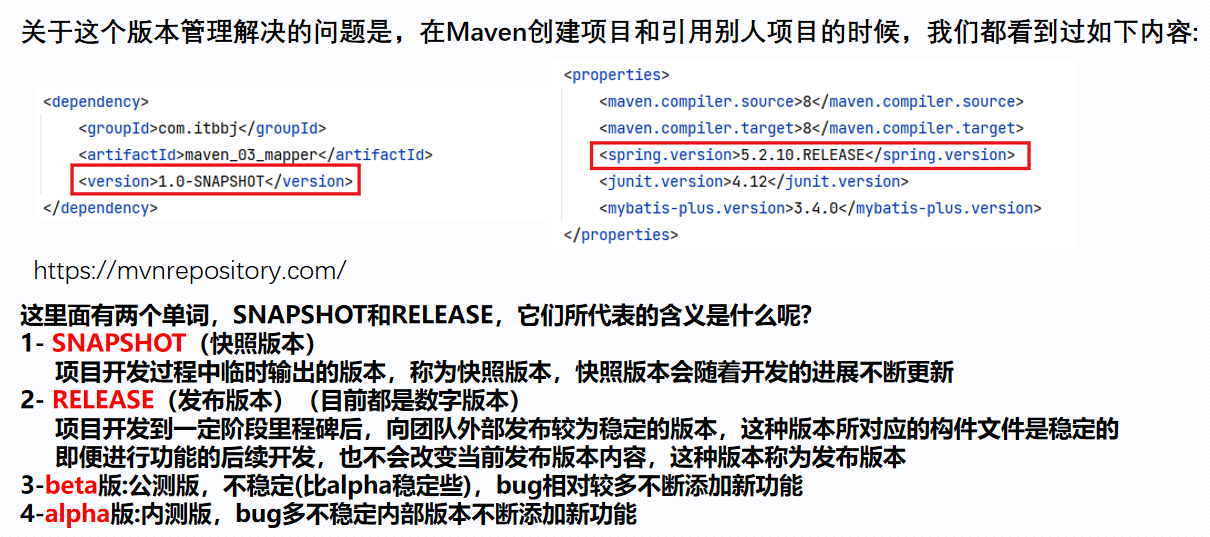 关于这个版本管理解决的问题是，在Maven创建项目和引用别人项目的时候，我们都看到过如下内容:
<dependency>
<groupId>com.itbbj</groupId>
<artifactId>maven_03_mapper</artifactId>
<version>1.0-SNAPSHOT</version>
</dependency>
<properties>
<maven.compiler.source>8</maven.compiler.source>
<maven.compiler.target>8</maven.compiler.target>
<spring.version>5.2.10.RELEASE</spring.version>
<junit.version>4.12</junit.version>
<mybatis-plus.version>3.4.0</mybatis-plus.version>
</properties>
https://mvnrepository.com/
这里面有两个单词，SNAPSHOT和RELEASE，它们所代表的含义是什么呢?
1- SNAPSHOT（快照版本）
项目开发过程中临时输出的版本，称为快照版本，快照版本会随着开发的进展不断更新
2- RELEASE（发布版本）（目前都是数字版本）
项目开发到一定阶段里程碑后，向团队外部发布较为稳定的版本，这种版本所对应的构件文件是稳定的
即便进行功能的后续开发，也不会改变当前发布版本内容，这种版本称为发布版本
3-beta版:公测版，不稳定(比alpha稳定些)，bug相对较多不断添加新功能
4-alpha版:内测版，bug多不稳定内部版本不断添加新功能